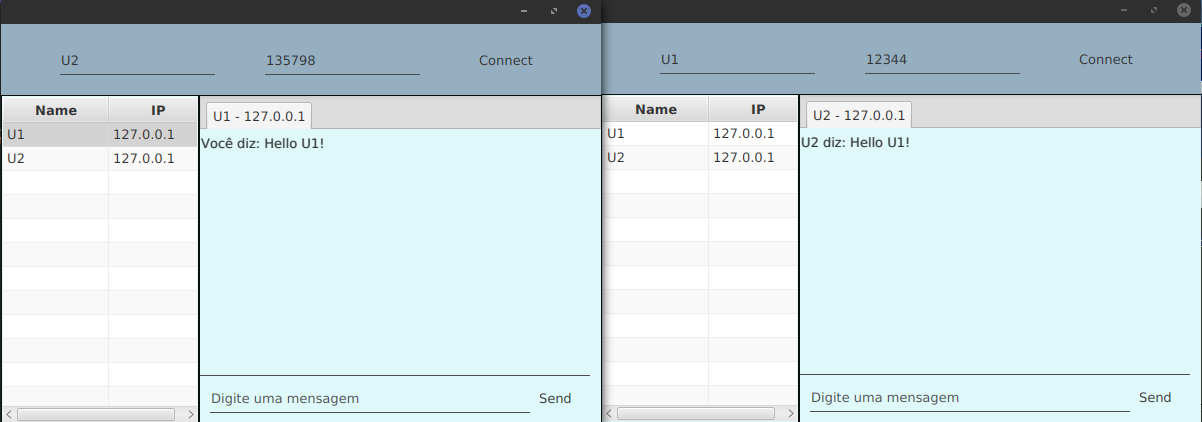 U2 135798 Connect
Name IP
U1 127.0.0.1
U2 127.0.0.1
U1 - 127.0.0.1
Você diz: Hello U1!
Digite uma mensagem Send
U1 12344 Connect
Name IP
U1 127.0.0.1
U2 127.0.0.1
U2 - 127.0.0.1
U2 diz: Hello U1!
Digite uma mensagem Send